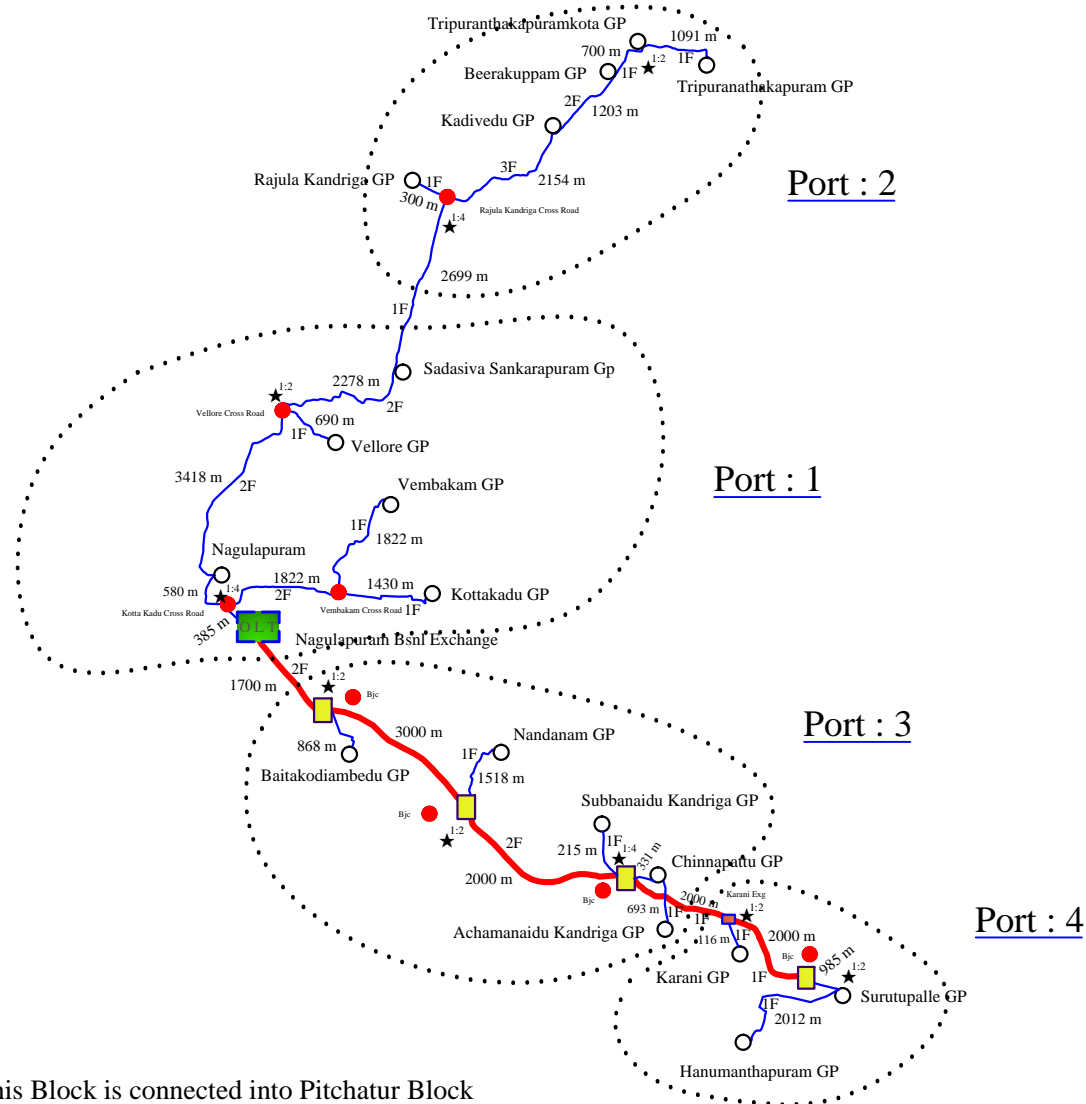 Tripuranthakapuramkota GP
1091 m
700 m
1:2
1F
1F
Beerakuppam GP
Tripuranathakapuram GP
2F
1203 m
Kadivedu GP
3F
2154 m
Rajula Kandriga GP
1F
300 m
Rajula Kandriga Cross Road
1:4
Port : 2
2699 m
1F
Sadasiva Sankarapuram Gp
2278 m
2F
1:2
Vellore Cross Road
690 m
1F
Vellore GP
3418 m
2F
Vembakam GP
Port : 1
1F
1822 m
Nagulapuram
580 m
1:4
1822 m
2F
1430 m
1F
Kottakadu GP
Kotta Kadu Cross Road
Vembakam Cross Road
385 m
OLT
Nagulapuram Bsnl Exchange
2F
1700 m
1:2
Bjc
Port : 3
3000 m
868 m
Baitakodiambedu GP
Nandanam GP
1F
1518 m
Bjc
1:2
2F
2000 m
Subbanaidu Kandriga GP
1F
215 m
1:4
331 m
Chinnapattu GP
Bjc
693 m
1F
Achamanaidu Kandriga GP
2000 m
1F
Karani Exg
1:2
Port : 4
116 m
1F
Karani GP
2000 m
1F
Bjc
985 m
1:2
Surutupalle GP
1F
2012 m
Hanumanthapuram GP
his Block is connected into Pitchatur Block